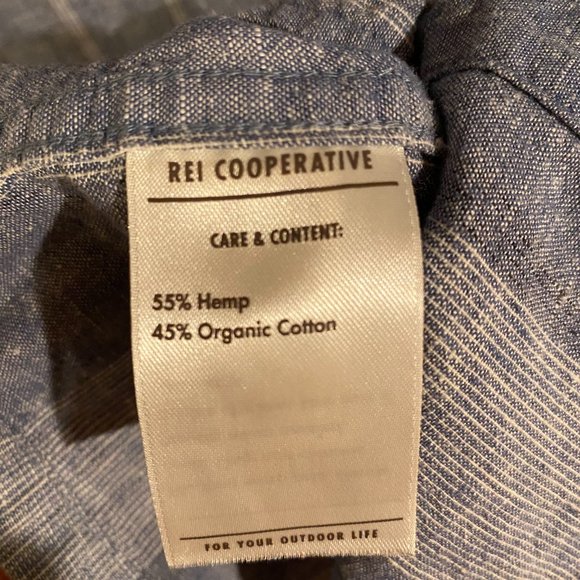 REI COOPERATIVE
CARE & CONTENT:
55% Hemp
45% Organic Cotton
FOR YOUR OUTDOOR LIFE